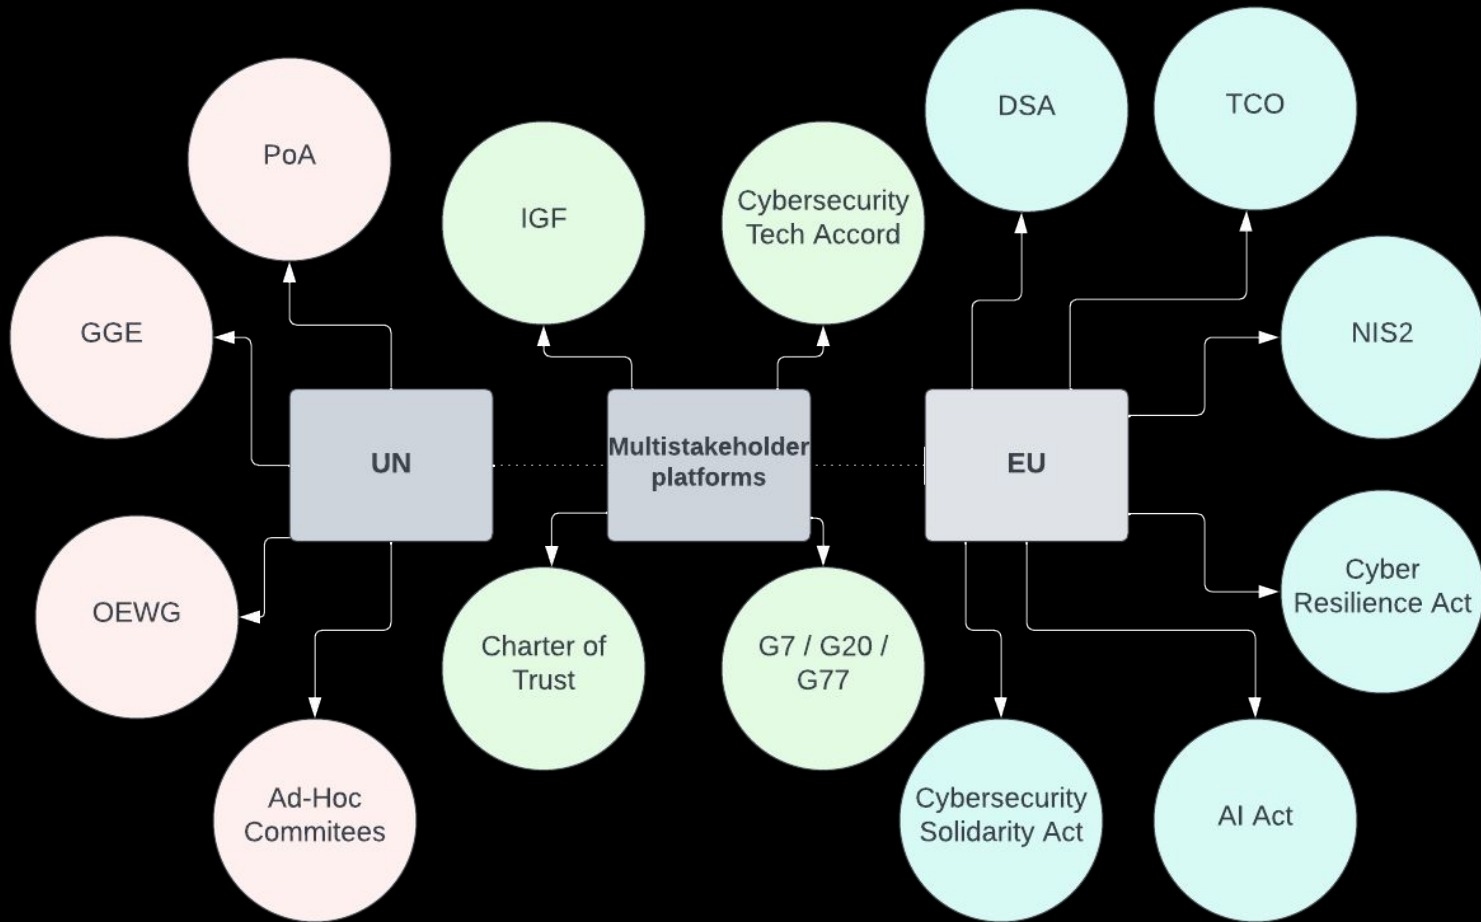 DSA
TCO
PoA
IGF
Cybersecurity
Tech Accord
GGE
NIS2
UN
Multistakeholder
platforms
EU
OEWG
Charter of
Trust
G7 / G20 /
G77
Cyber
Resilience Act
Ad-Hoc
Commitees
Cybersecurity
Solidarity Act
AI Act